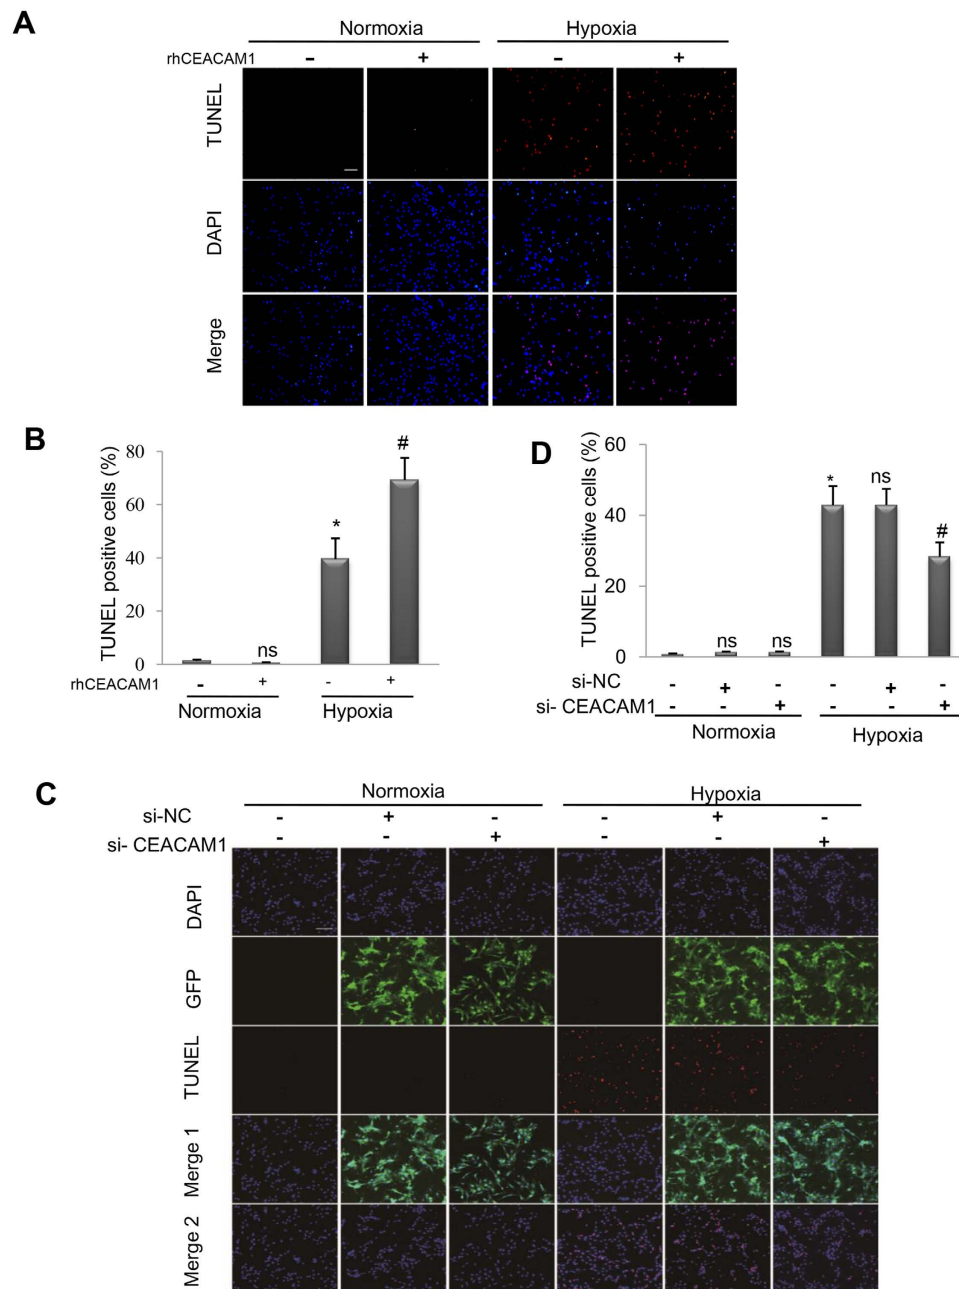 A
Normoxia Hypoxia
rhCEACAM1 - + - +
TUNEL
DAPI
Merge
B
TUNEL positive cells (%)
80
60
40
20
0
ns
*
#
rhCEACAM1 - + - +
Normoxia Hypoxia
D
TUNEL positive cells (%)
60
40
20
0
ns
ns
*
ns
#
si-NC - + - - + -
si- CEACAM1 - - + - - +
Normoxia Hypoxia
C
Normoxia Hypoxia
si-NC - + - - + -
si- CEACAM1 - - + - - +
DAPI
GFP
TUNEL
Merge 1
Merge 2